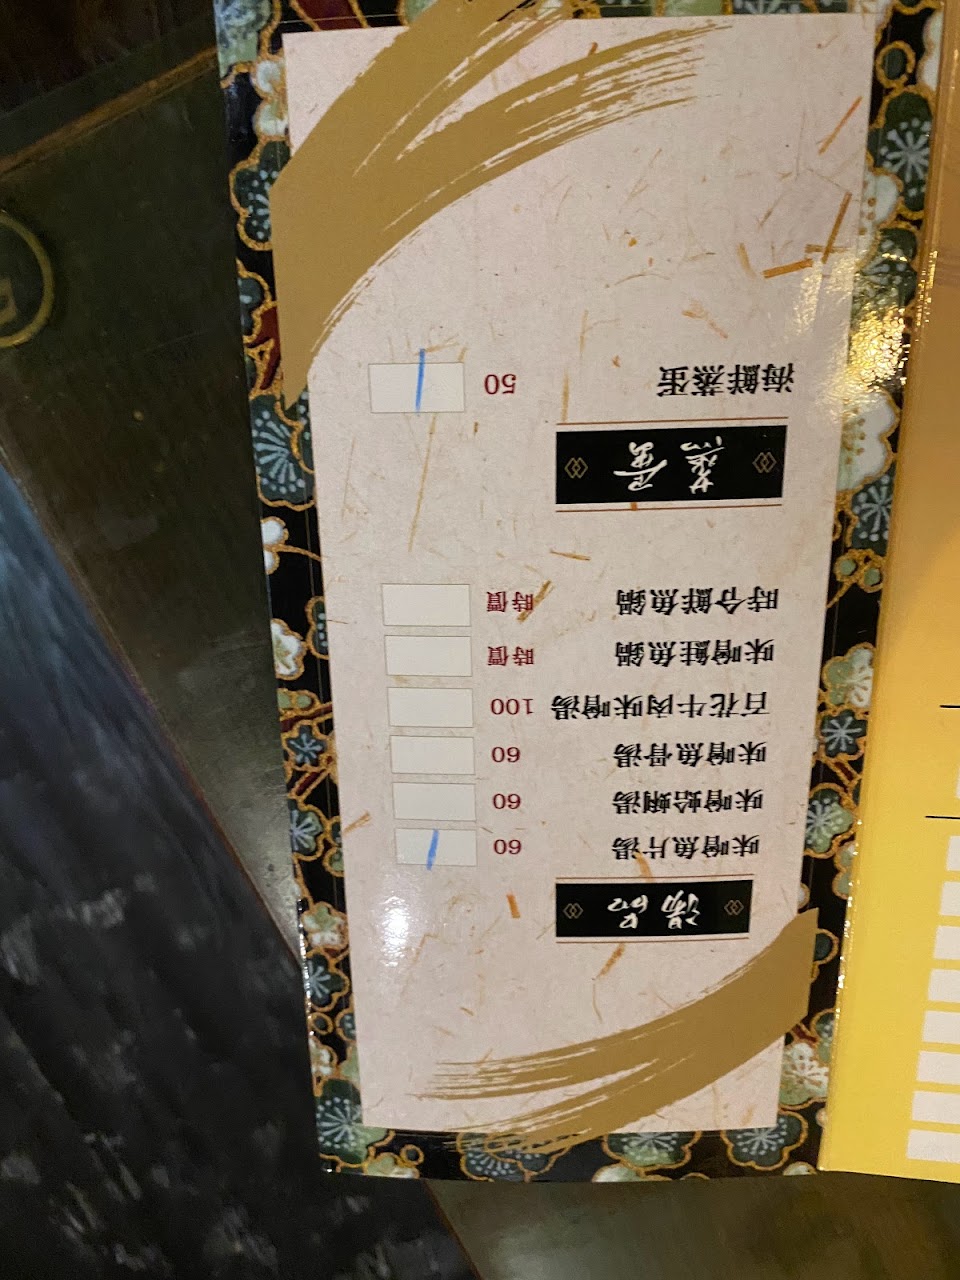 湯品
味噌魚片湯 60
味噌蛤蜊湯 60
味噌魚骨湯 60
百花牛肉味噌湯 100
味噌鮭魚鍋 時價
時令鮮魚鍋 時價
蒸蛋
海鮮蒸蛋 50